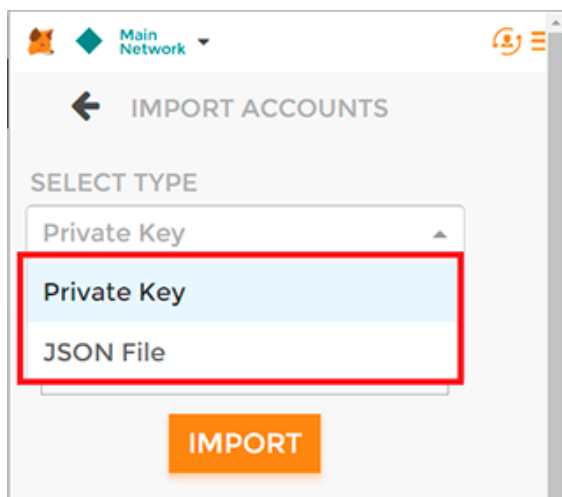 Main
Network
IMPORT ACCOUNTS
SELECT TYPE
Private Key
Private Key
JSON File
IMPORT